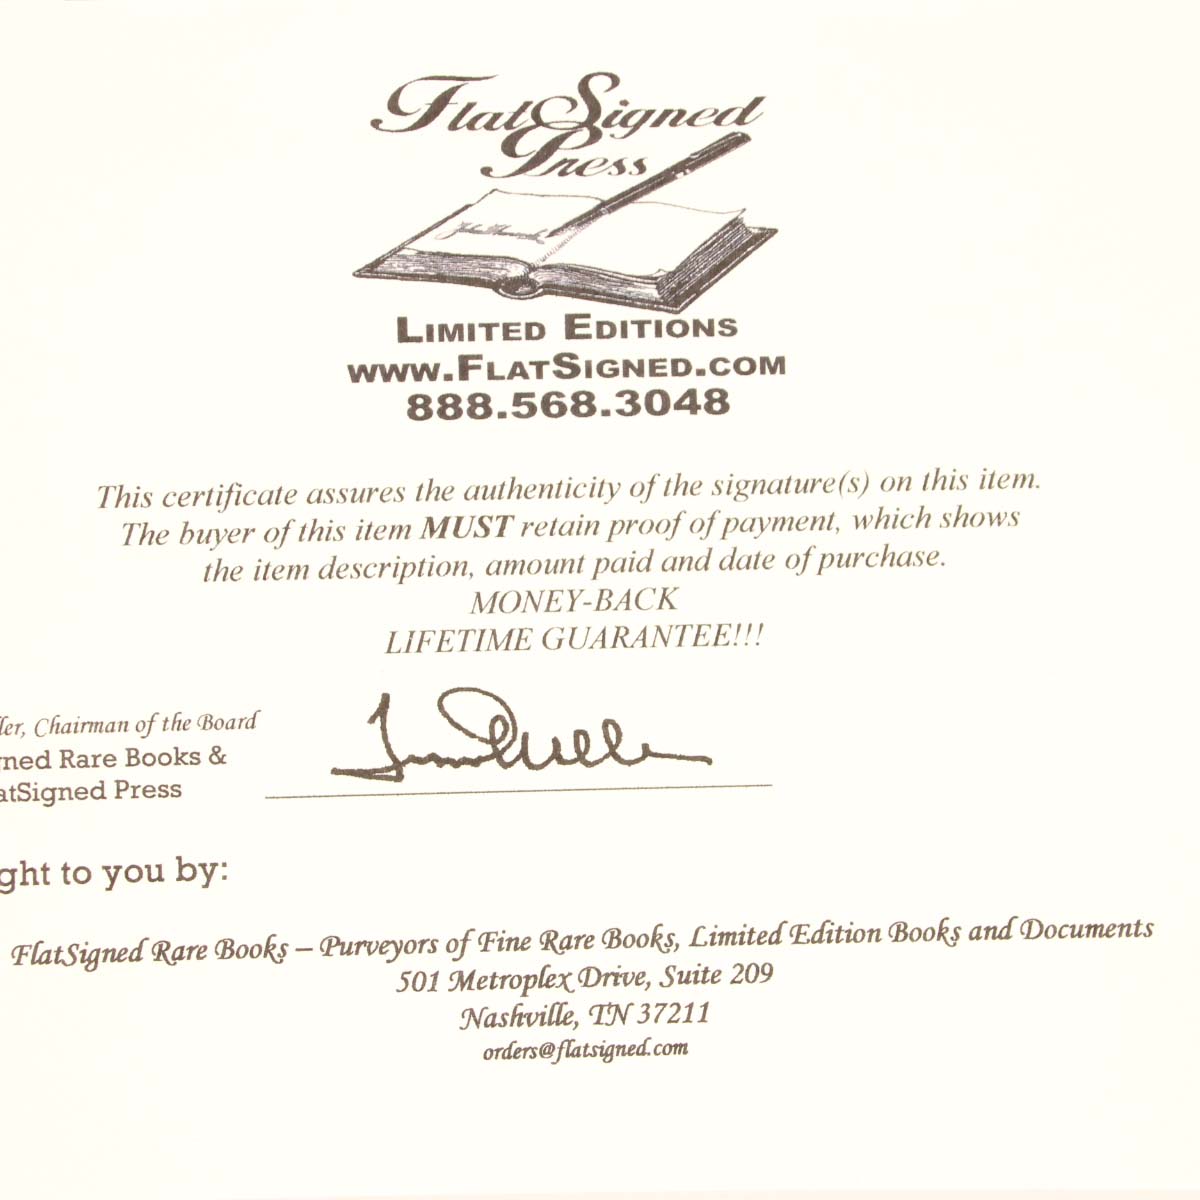 FlatSigned
Press
LIMITED EDITIONS
WWW.FLATSIGNED.COM
888.568.3048
This certificate assures the authenticity of the signature(s) on this item.
The buyer of this item MUST retain proof of payment, which shows
the item description, amount paid and date of purchase.
MONEY-BACK
LIFETIME GUARANTEE!!!
ler, Chairman of the Board
ned Rare Books &
atSigned Press
ght to you by:
FlatSigned Rare Books – Purveyors of Fine Rare Books, Limited Edition Books and Documents
501 Metroplex Drive, Suite 209
Nashville, TN 37211
orders@flatsigned.com